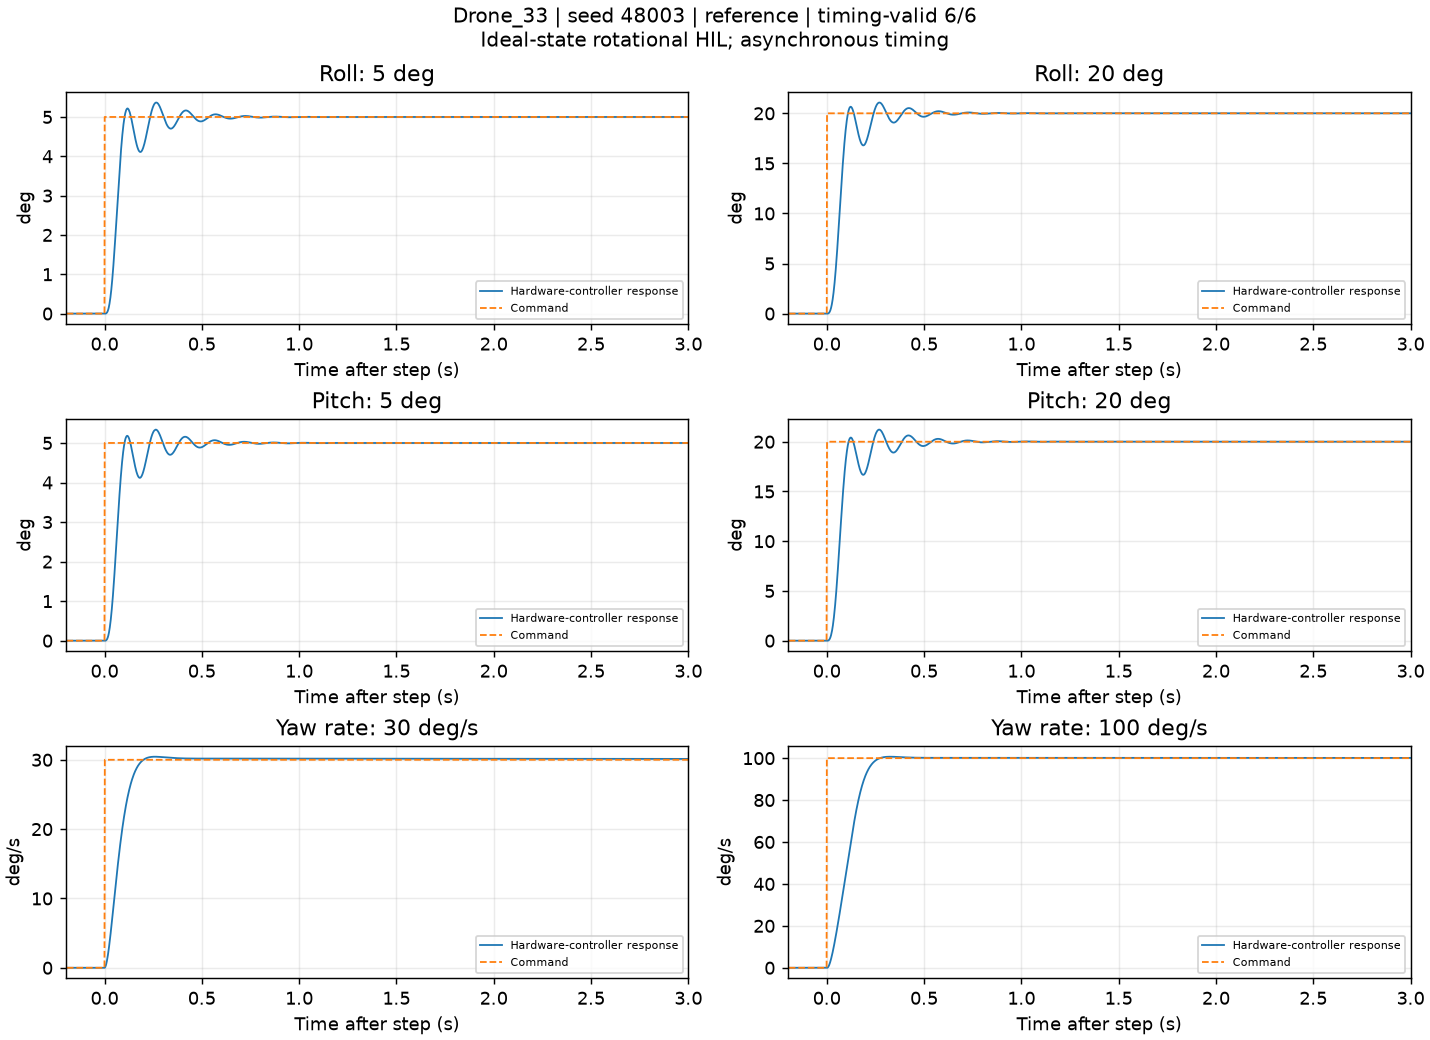 Drone_33 | seed 48003 | reference | timing-valid 6/6
Ideal-state rotational HIL; asynchronous timing
Roll: 5 deg
deg
5
4
3
2
1
0
Hardware-controller response
Command
0.0 0.5 1.0 1.5 2.0 2.5 3.0
Time after step (s)
Roll: 20 deg
deg
20
15
10
5
0
Hardware-controller response
Command
0.0 0.5 1.0 1.5 2.0 2.5 3.0
Time after step (s)
Pitch: 5 deg
deg
5
4
3
2
1
0
Hardware-controller response
Command
0.0 0.5 1.0 1.5 2.0 2.5 3.0
Time after step (s)
Pitch: 20 deg
deg
20
15
10
5
0
Hardware-controller response
Command
0.0 0.5 1.0 1.5 2.0 2.5 3.0
Time after step (s)
Yaw rate: 30 deg/s
deg/s
30
20
10
0
Hardware-controller response
Command
0.0 0.5 1.0 1.5 2.0 2.5 3.0
Time after step (s)
Yaw rate: 100 deg/s
deg/s
100
80
60
40
20
0
Hardware-controller response
Command
0.0 0.5 1.0 1.5 2.0 2.5 3.0
Time after step (s)